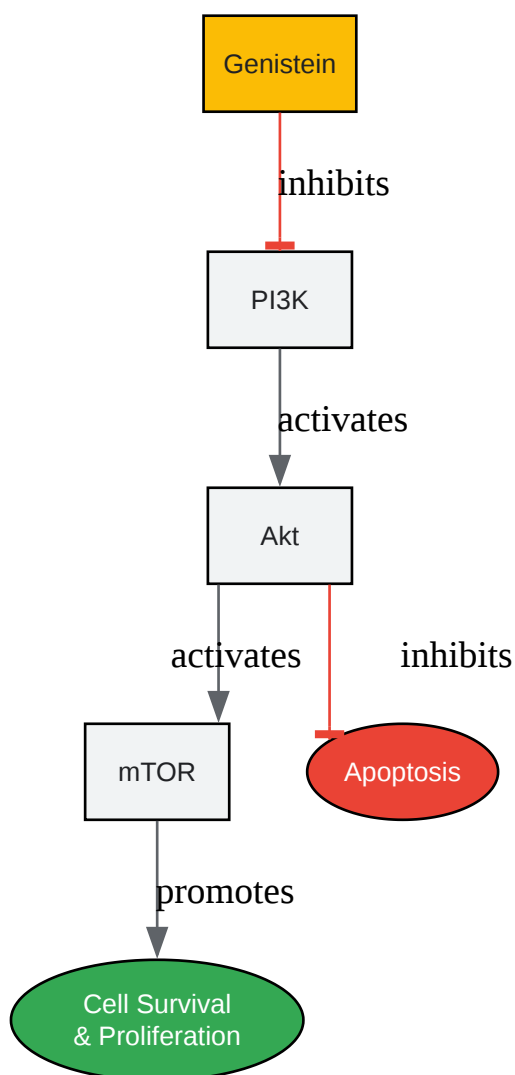 Genistein
inhibits
PI3K
activates
Akt
activates
inhibits
mTOR
Apoptosis
promotes
Cell Survival
& Proliferation